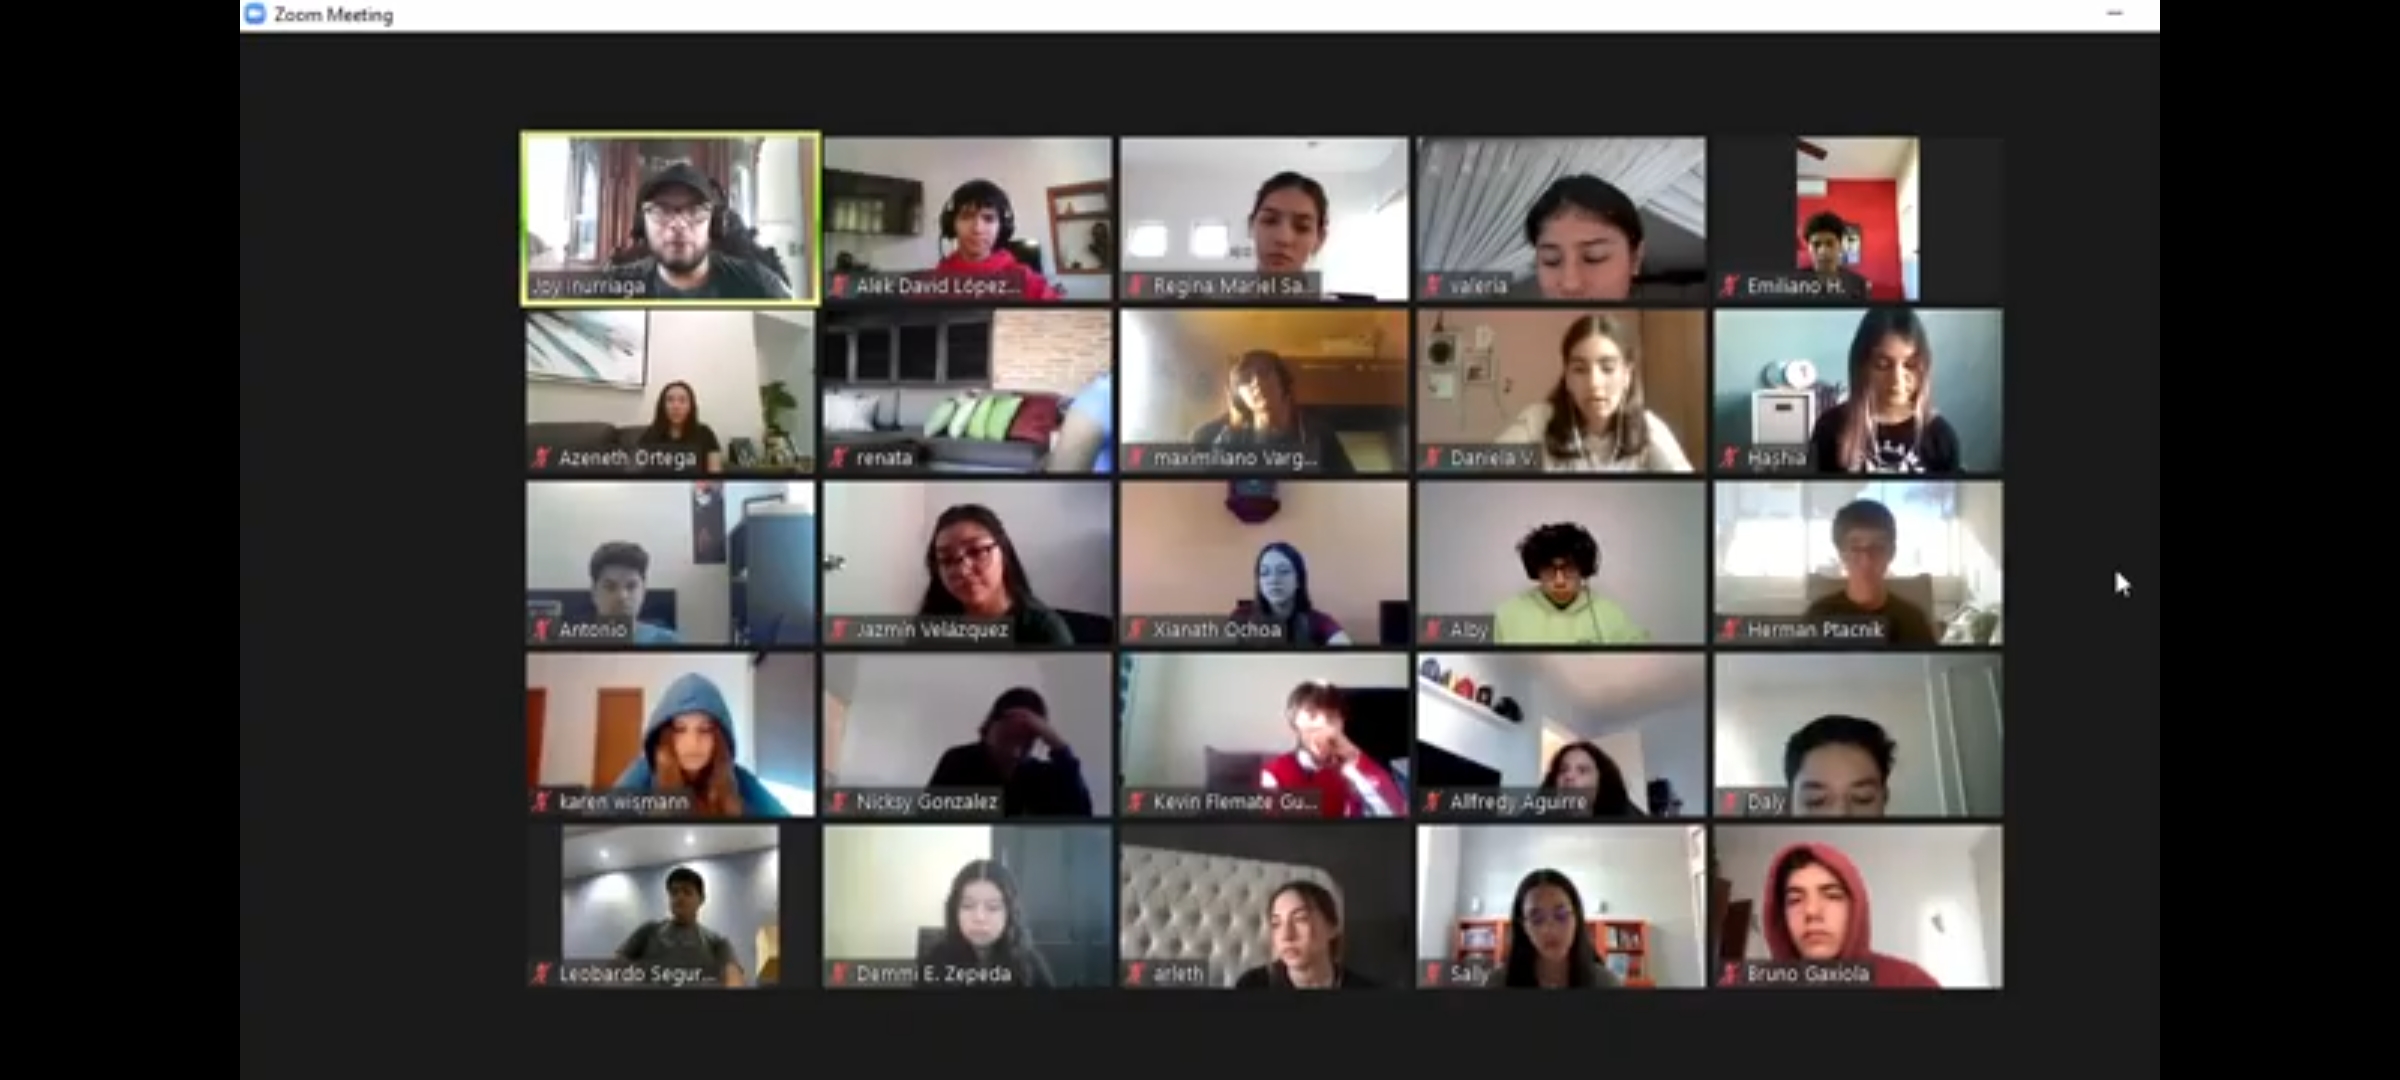 Zoom Meeting
Joy Inurriaga
Alek David López...
Regina Mariel Sa...
valeria
Emiliano H.
Azeneth Ortega
renata
maximiliano Varg...
Daniela V.
Hashia
Antonio
Jazmín Velázquez
Xianath Ochoa
Alby
Herman Ptacnik
karen wismann
Nicksy Gonzalez
Kevin Flemate Gu...
Allfredy Aguirre
Daly
Leobardo Segur...
Demmi E. Zepeda
arleth
Sally
Bruno Gaxiola